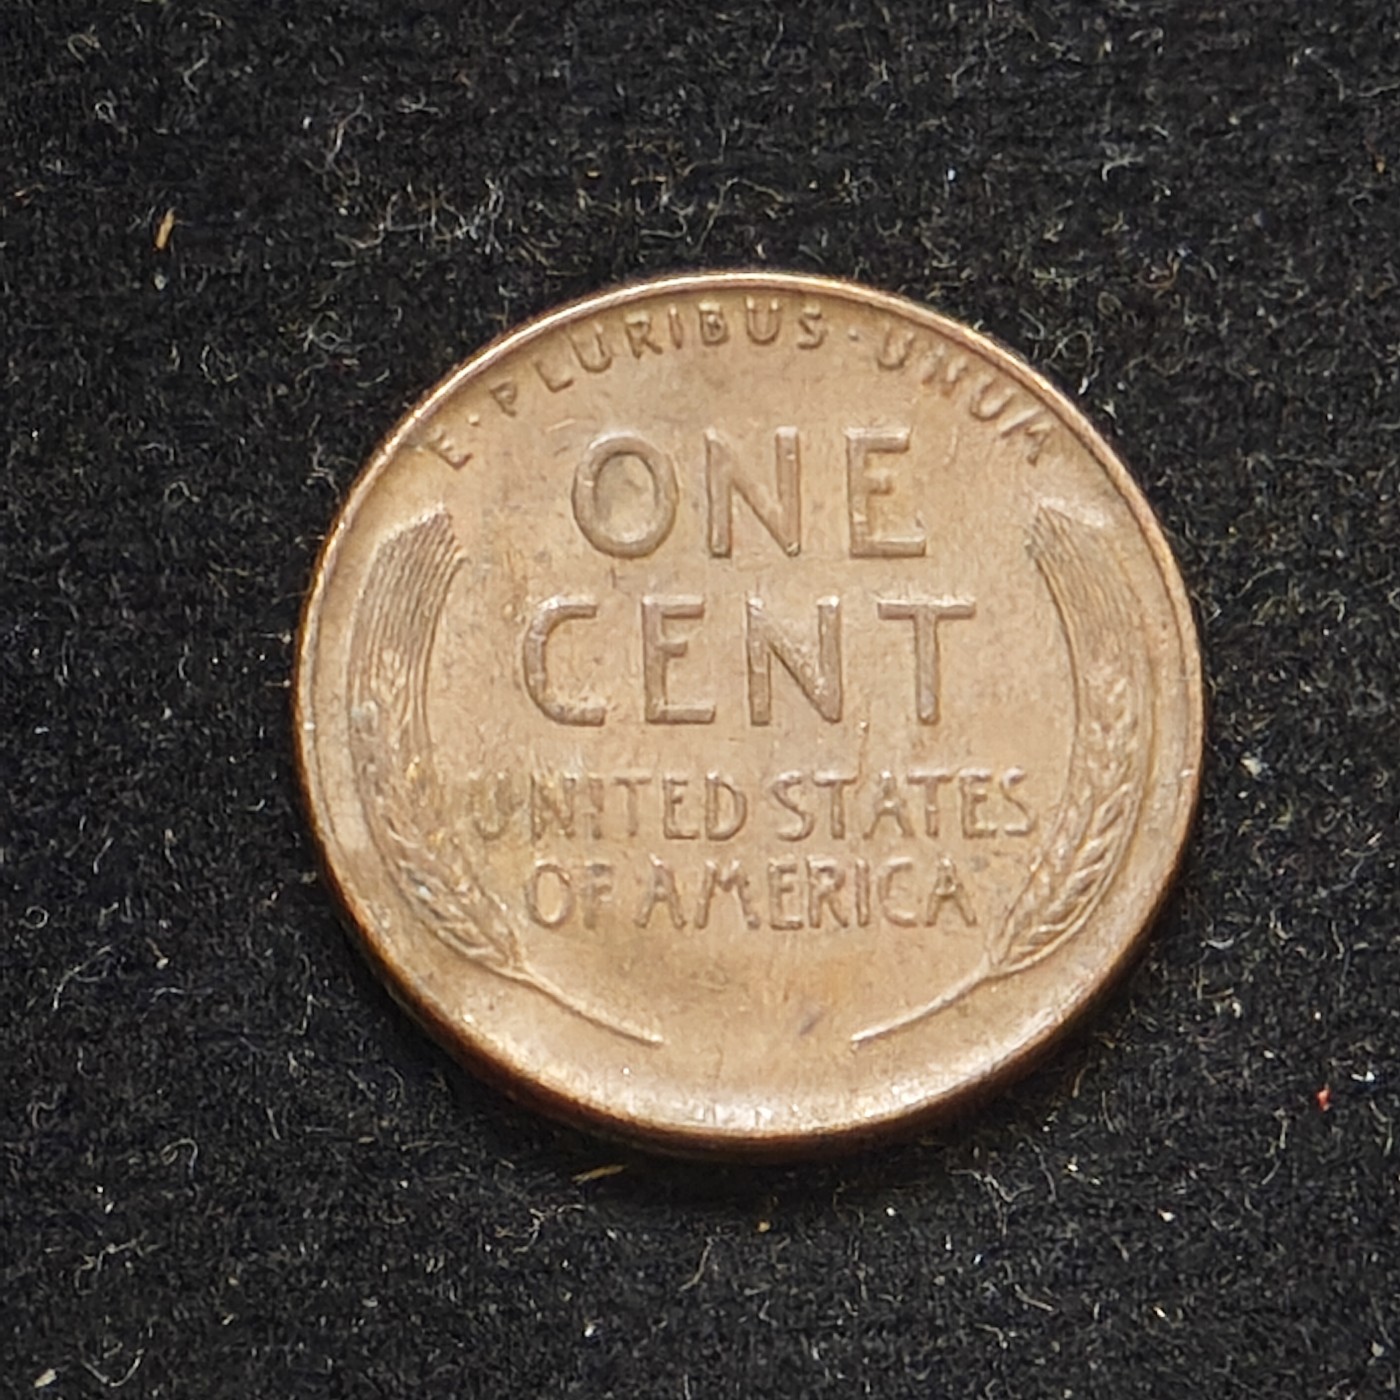 E·PLURIBUS·UNUM
ONE
CENT
UNITED STATES
OF AMERICA